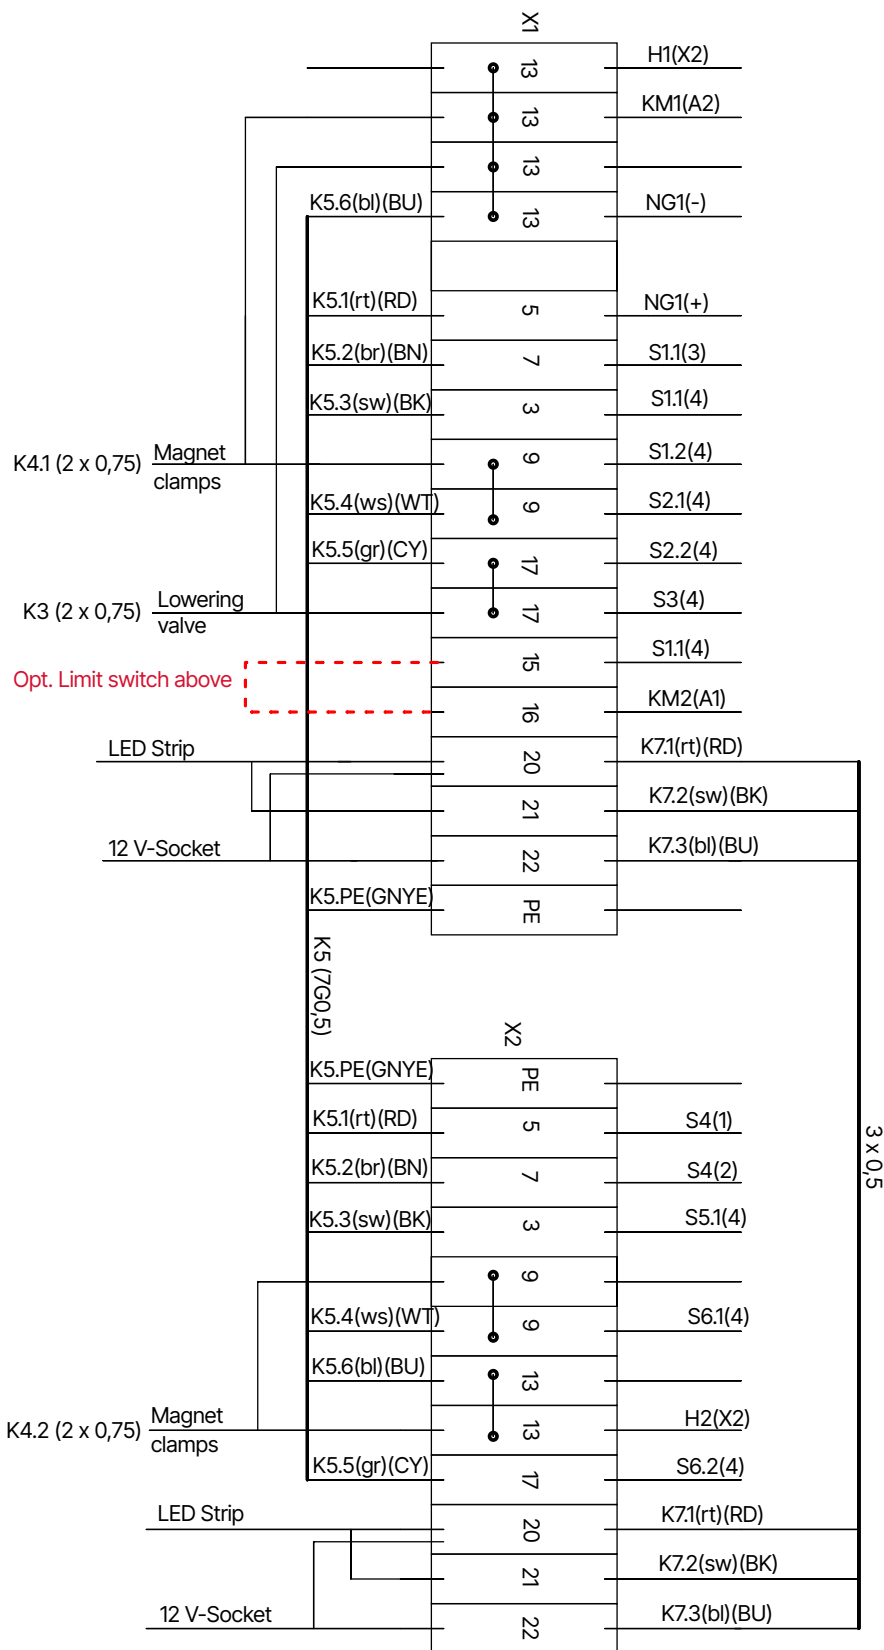 X1
13 H1(X2)
13 KM1(A2)
13
K5.6(bl)(BU) 13 NG1(-)
K5.1(rt)(RD) 5 NG1(+)
K5.2(br)(BN) 7 S1.1(3)
K5.3(sw)(BK) 3 S1.1(4)
K4.1 (2 x 0,75) Magnet clamps 9 S1.2(4)
K5.4(ws)(WT) 9 S2.1(4)
K5.5(gr)(CY) 17 S2.2(4)
K3 (2 x 0,75) Lowering valve 17 S3(4)
15 S1.1(4)
Opt. Limit switch above
16 KM2(A1)
LED Strip 20 K7.1(rt)(RD)
21 K7.2(sw)(BK)
12 V-Socket 22 K7.3(bl)(BU)
K5.PE(GNYE) PE
K5 (7G0,5)
X2
K5.PE(GNYE) PE
K5.1(rt)(RD) 5 S4(1)
3 x 0,5
K5.2(br)(BN) 7 S4(2)
K5.3(sw)(BK) 3 S5.1(4)
9
K5.4(ws)(WT) 9 S6.1(4)
K5.6(bl)(BU) 13
K4.2 (2 x 0,75) Magnet clamps 13 H2(X2)
K5.5(gr)(CY) 17 S6.2(4)
LED Strip 20 K7.1(rt)(RD)
21 K7.2(sw)(BK)
12 V-Socket 22 K7.3(bl)(BU)